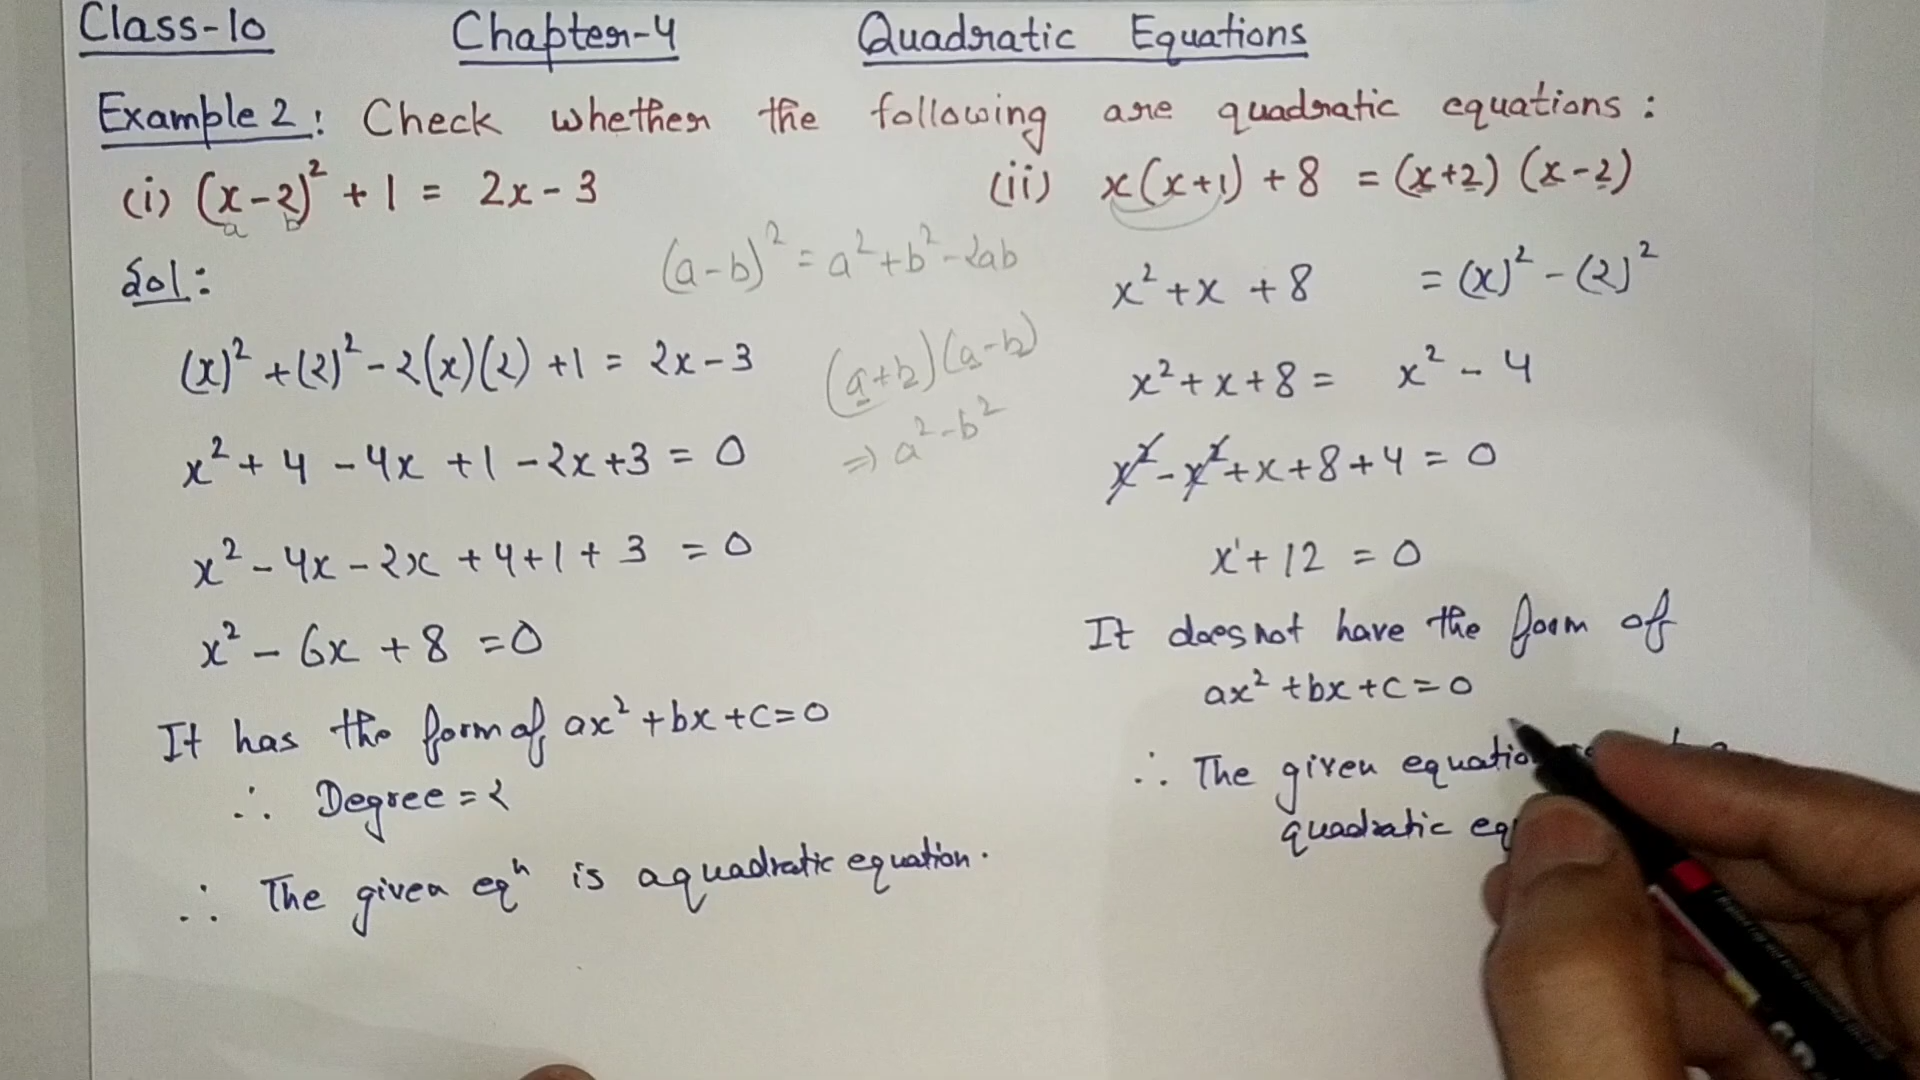 Class-10 Chapter-4 Quadratic Equations
Example 2: Check whether the following are quadratic equations:
(i) (x-2)² + 1 = 2x - 3
a b
(ii) x(x+1) + 8 = (x+2) (x-2)
Sol:
(a-b)² = a² + b² - 2ab
(x)² + (2)² - 2(x)(2) + 1 = 2x - 3
(a+b)(a-b)
⇒ a² - b²
x² + 4 - 4x + 1 - 2x + 3 = 0
x² - 4x - 2x + 4 + 1 + 3 = 0
x² - 6x + 8 = 0
It has the form of ax² + bx + c = 0
∴ Degree = 2
∴ The given eqⁿ is a quadratic equation.
x² + x + 8 = (x)² - (2)²
x² + x + 8 = x² - 4
x² - x² + x + 8 + 4 = 0
x¹ + 12 = 0
It does not have the form of
ax² + bx + c = 0
∴ The given equation
quadratic